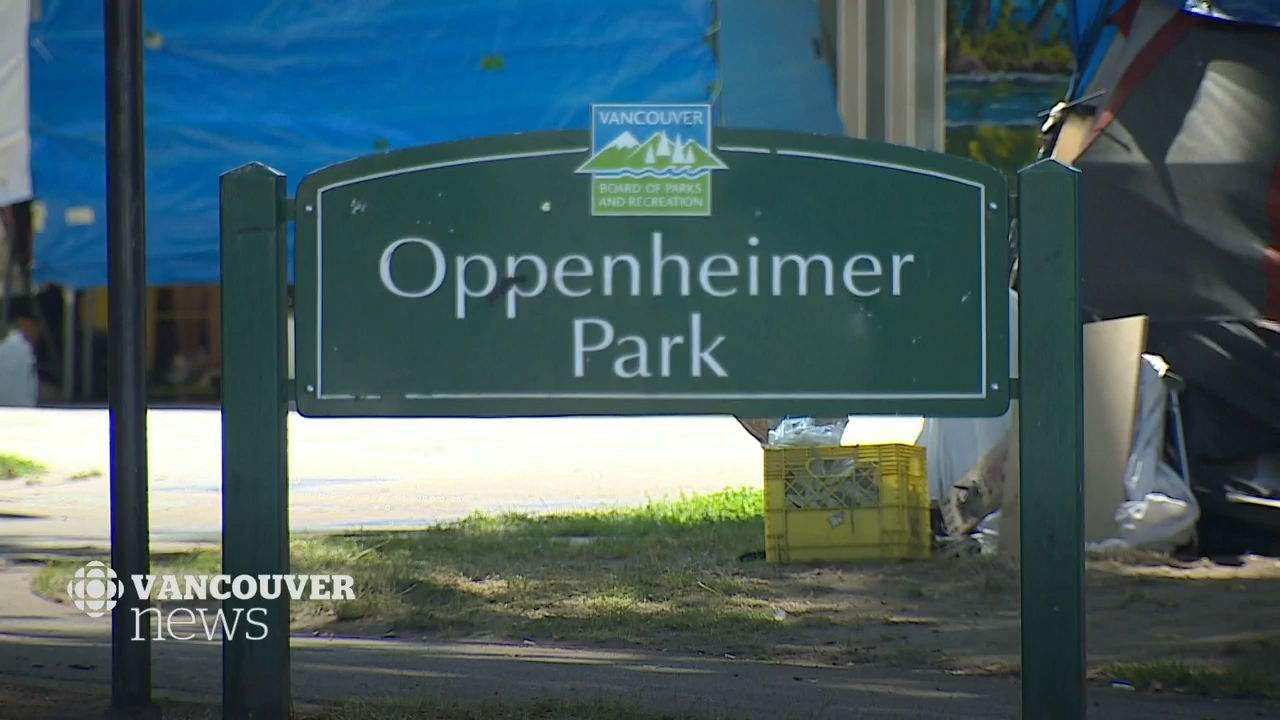 VANCOUVER
BOARD OF PARKS
AND RECREATION
Oppenheimer
Park
VANCOUVER
news